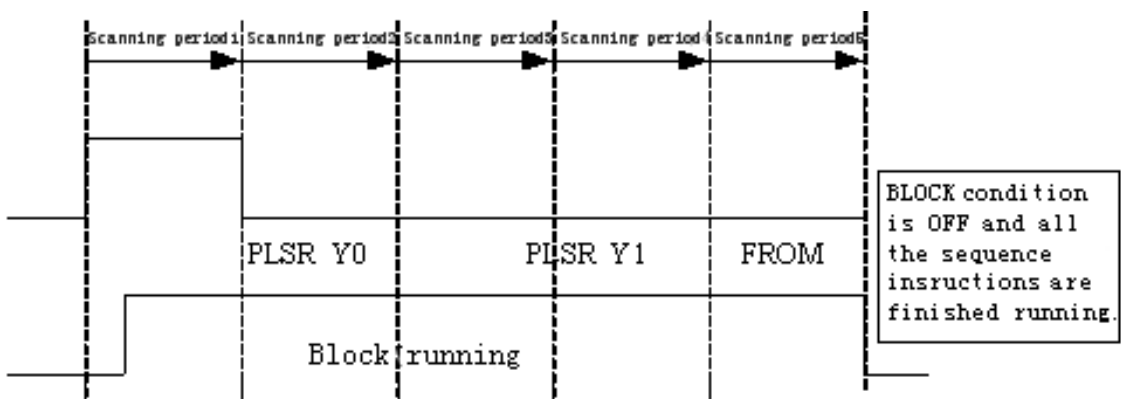 Scanning period1 Scanning period2 Scanning period3 Scanning period4 Scanning period5
BLOCK condition
is OFF and all
the sequence
insructions are
finished running.
PLSR Y0 PLSR Y1 FROM
Block running